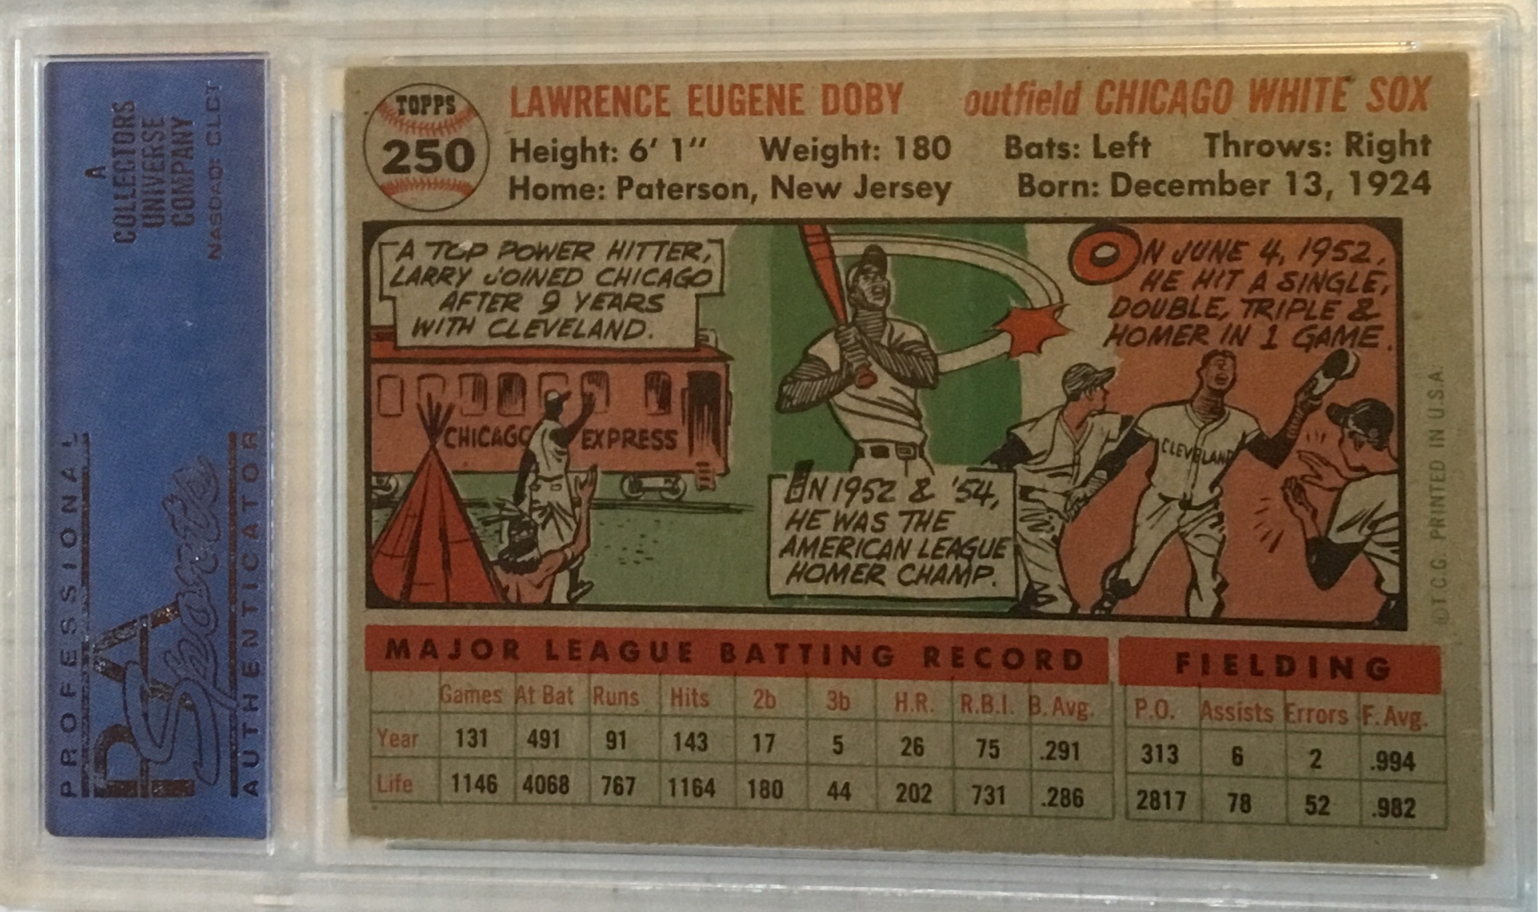 A
COLLECTORS
UNIVERSE
COMPANY
NASDAQ: CLCT
PROFESSIONAL
PSA
Sports
AUTHENTICATOR
TOPPS
250
LAWRENCE EUGENE DOBY outfield CHICAGO WHITE SOX
Height: 6' 1" Weight: 180 Bats: Left Throws: Right
Home: Paterson, New Jersey Born: December 13, 1924
A TOP POWER HITTER,
LARRY JOINED CHICAGO
AFTER 9 YEARS
WITH CLEVELAND.
CHICAGO EXPRESS
IN 1952 & '54,
HE WAS THE
AMERICAN LEAGUE
HOMER CHAMP.
ON JUNE 4, 1952,
HE HIT A SINGLE,
DOUBLE, TRIPLE &
HOMER IN 1 GAME.
CLEVELAND
©T.C.G. PRINTED IN U.S.A.
MAJOR LEAGUE BATTING RECORD
Games At Bat Runs Hits 2b 3b H.R. R.B.I. B. Avg.
Year 131 491 91 143 17 5 26 75 .291
Life 1146 4068 767 1164 180 44 202 731 .286
FIELDING
P.O. Assists Errors F. Avg.
313 6 2 .994
2817 78 52 .982